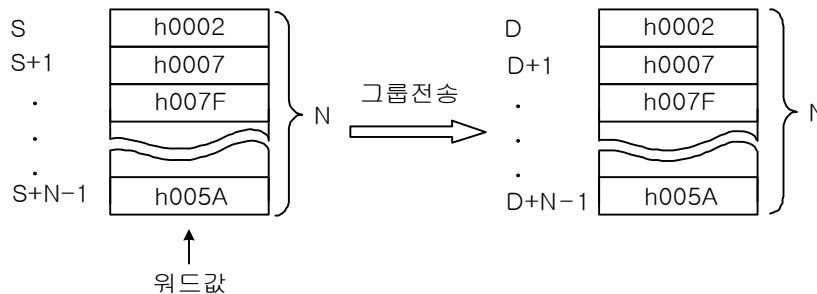 S h0002 D h0002
S+1 h0007 D+1 h0007
. h007F 그룹전송 . h007F
. N . N
. .
S+N-1 h005A D+N-1 h005A
워드값